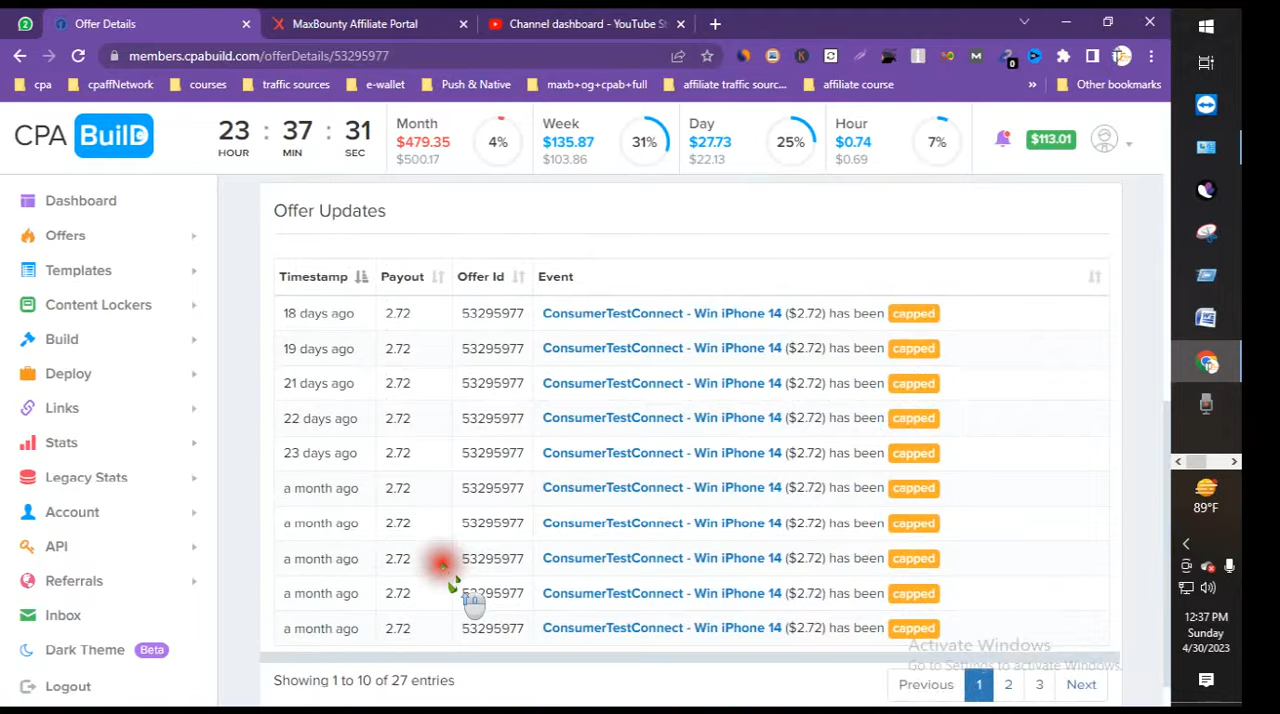 2
Offer Details
MaxBounty Affiliate Portal
Channel dashboard - YouTube St
members.cpabuild.com/offerDetails/53295977
0
cpa
cpaffNetwork
courses
traffic sources
e-wallet
Push & Native
maxb+og+cpab+full
affiliate traffic sourc...
affiliate course
»
Other bookmarks
CPA BuilD
23 : 37 : 31
HOUR MIN SEC
Month
$479.35
$500.17
4%
Week
$135.87
$103.86
31%
Day
$27.73
$22.13
25%
Hour
$0.74
$0.69
7%
$113.01
Dashboard
Offers
Templates
Content Lockers
Build
Deploy
Links
Stats
Legacy Stats
Account
API
Referrals
Inbox
Dark Theme Beta
Logout
Offer Updates
Timestamp Payout Offer Id Event
18 days ago 2.72 53295977 ConsumerTestConnect - Win iPhone 14 ($2.72) has been capped
19 days ago 2.72 53295977 ConsumerTestConnect - Win iPhone 14 ($2.72) has been capped
21 days ago 2.72 53295977 ConsumerTestConnect - Win iPhone 14 ($2.72) has been capped
22 days ago 2.72 53295977 ConsumerTestConnect - Win iPhone 14 ($2.72) has been capped
23 days ago 2.72 53295977 ConsumerTestConnect - Win iPhone 14 ($2.72) has been capped
a month ago 2.72 53295977 ConsumerTestConnect - Win iPhone 14 ($2.72) has been capped
a month ago 2.72 53295977 ConsumerTestConnect - Win iPhone 14 ($2.72) has been capped
a month ago 2.72 53295977 ConsumerTestConnect - Win iPhone 14 ($2.72) has been capped
a month ago 2.72 53295977 ConsumerTestConnect - Win iPhone 14 ($2.72) has been capped
a month ago 2.72 53295977 ConsumerTestConnect - Win iPhone 14 ($2.72) has been capped
Showing 1 to 10 of 27 entries
Previous 1 2 3 Next
Activate Windows
Go to Settings to activate Windows.
89°F
12:37 PM
Sunday
4/30/2023